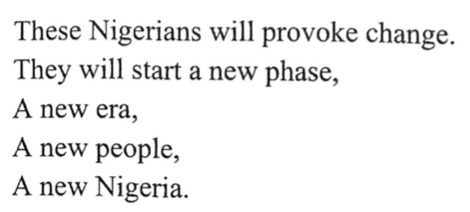 These Nigerians will provoke change.
They will start a new phase,
A new era,
A new people,
A new Nigeria.